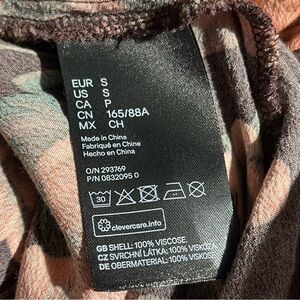 EUR S
US S
CA P
CN 165/88A
MX CH
Made in China
Fabriqué en Chine
Hecho en China
O/N 293769
P/N 0832095 0
30
clevercare.info
GB SHELL: 100% VISCOSE
CZ SVRCHNÍ LÁTKA: 100% VISKÓZA
DE OBERMATERIAL: 100% VISKOSE